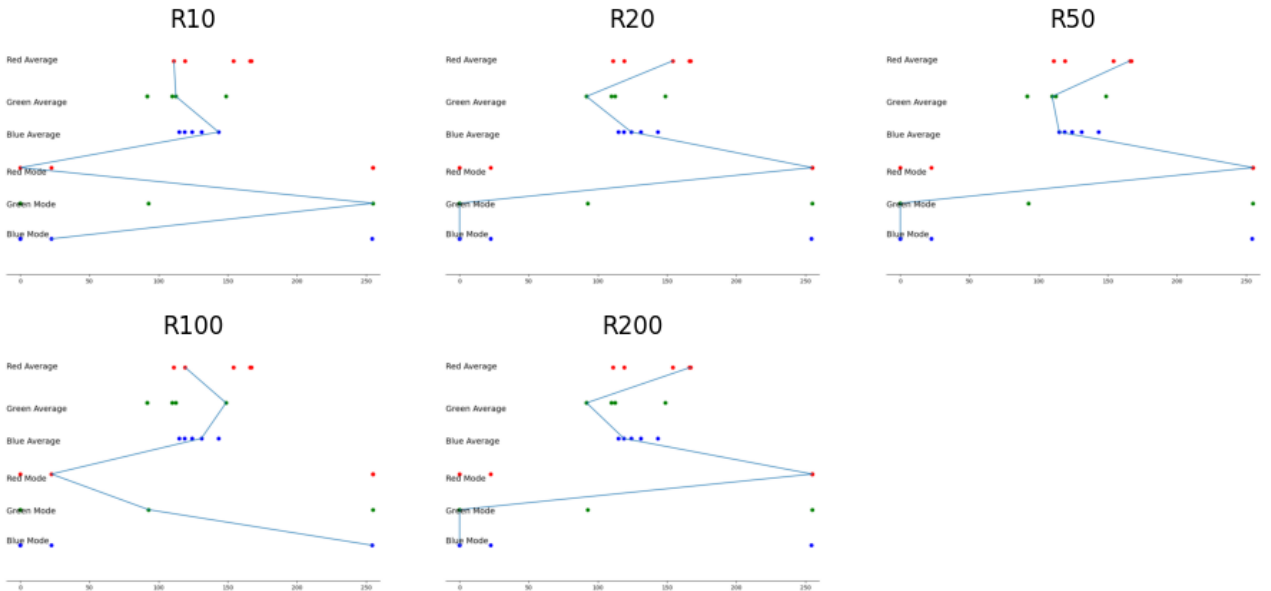 R10
Red Average
Green Average
Blue Average
Red Mode
Green Mode
Blue Mode
0 50 100 150 200 250
R20
Red Average
Green Average
Blue Average
Red Mode
Green Mode
Blue Mode
0 50 100 150 200 250
R50
Red Average
Green Average
Blue Average
Red Mode
Green Mode
Blue Mode
0 50 100 150 200 250
R100
Red Average
Green Average
Blue Average
Red Mode
Green Mode
Blue Mode
0 50 100 150 200 250
R200
Red Average
Green Average
Blue Average
Red Mode
Green Mode
Blue Mode
0 50 100 150 200 250